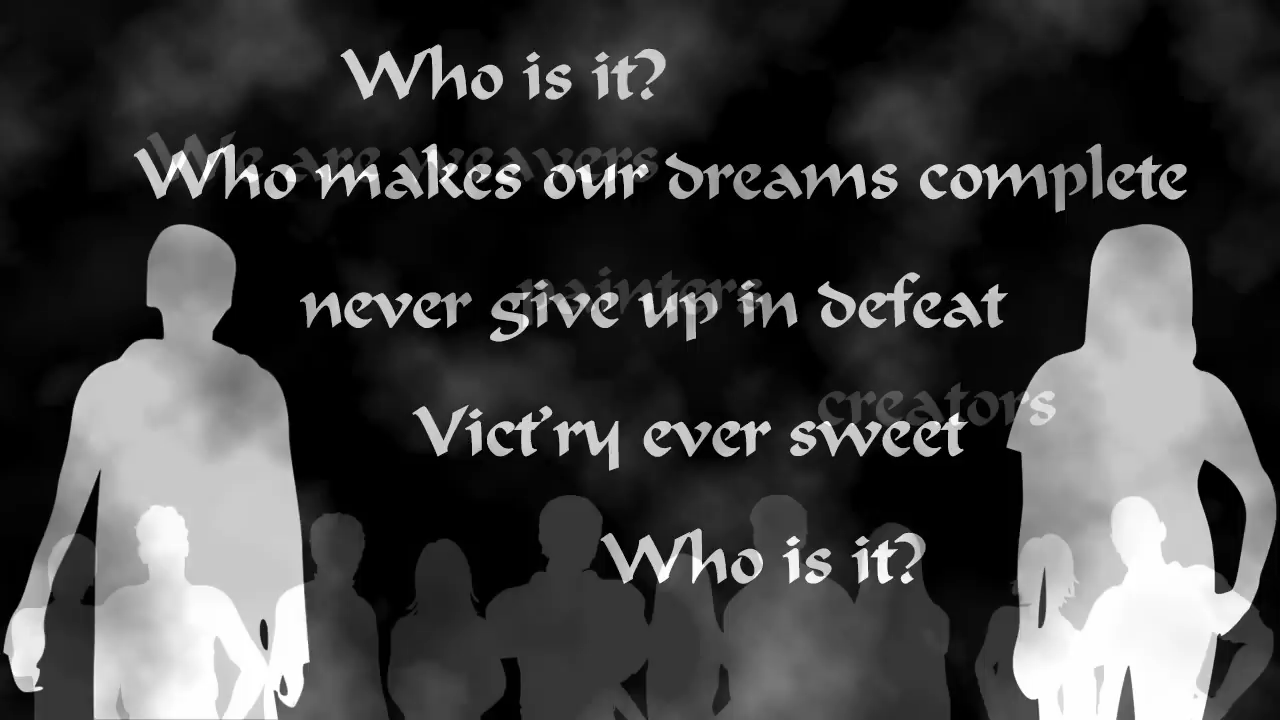 Who is it?
We are weavers
Who makes our dreams complete
painters
never give up in defeat
creators
Vict'ry ever sweet
Who is it?